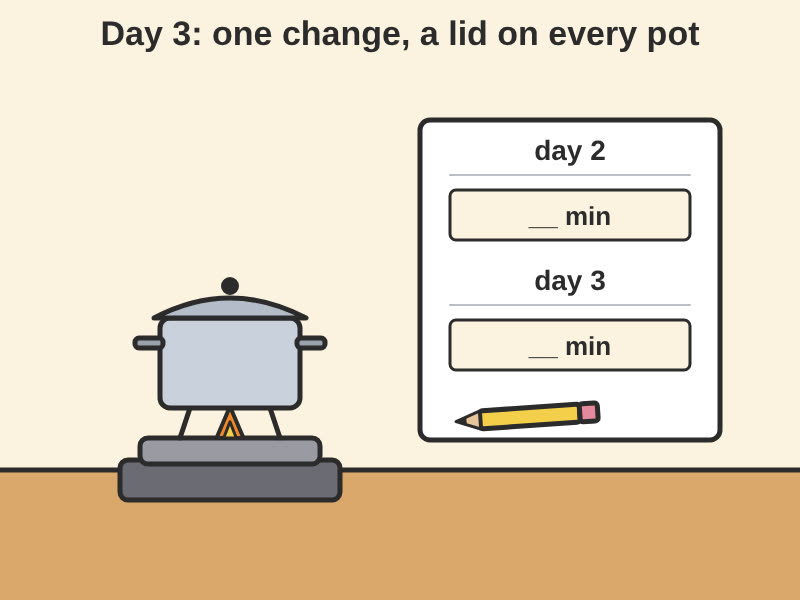 Day 3: one change, a lid on every pot
day 2
__ min
day 3
__ min